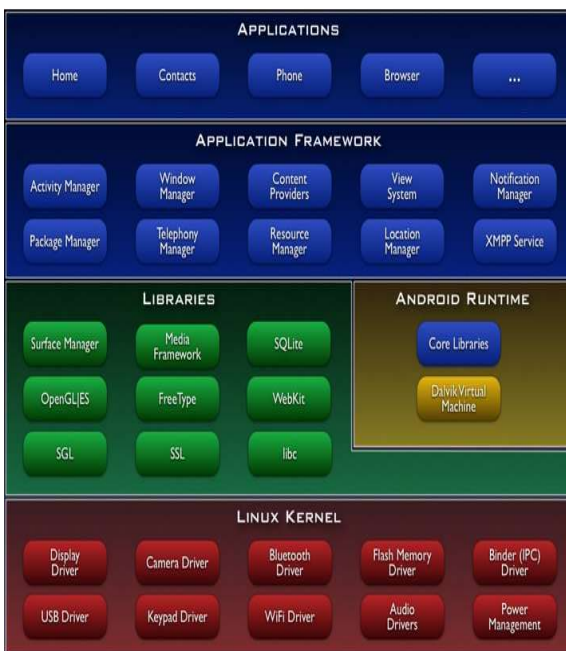 APPLICATIONS
Home
Contacts
Phone
Browser
...
APPLICATION FRAMEWORK
Activity Manager
Window
Manager
Content
Providers
View
System
Notification
Manager
Package Manager
Telephony
Manager
Resource
Manager
Location
Manager
XMPP Service
LIBRARIES
Surface Manager
Media
Framework
SQLite
OpenGL|ES
FreeType
WebKit
SGL
SSL
libc
ANDROID RUNTIME
Core Libraries
Dalvik Virtual
Machine
LINUX KERNEL
Display
Driver
Camera Driver
Bluetooth
Driver
Flash Memory
Driver
Binder (IPC)
Driver
USB Driver
Keypad Driver
WiFi Driver
Audio
Drivers
Power
Management